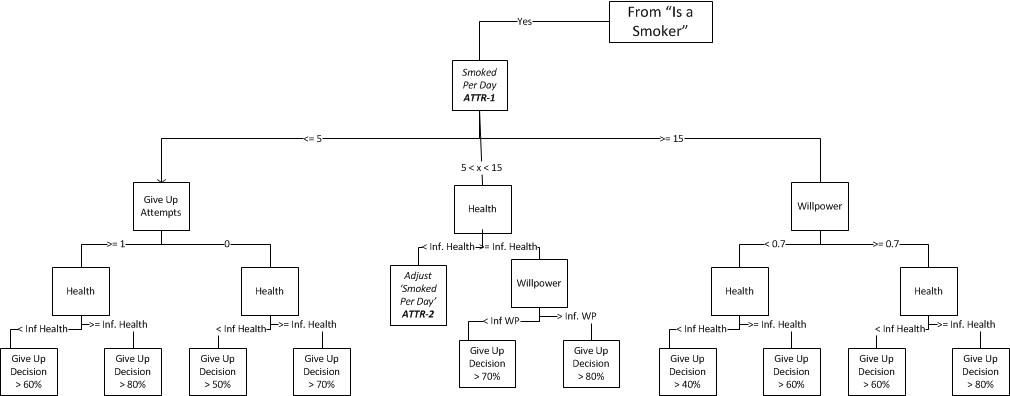 From “Is a
Smoker”
Yes
Smoked
Per Day
ATTR-1
<= 5
>= 15
5 < x < 15
Give Up
Attempts
Health
Willpower
>= 1
0
< Inf. Health
>= Inf. Health
< 0.7
>= 0.7
Health
Health
Adjust
‘Smoked
Per Day’
ATTR-2
Willpower
Health
Health
< Inf Health
>= Inf. Health
< Inf Health
>= Inf. Health
< Inf WP
> Inf. WP
< Inf Health
>= Inf. Health
< Inf Health
>= Inf. Health
Give Up
Decision
> 60%
Give Up
Decision
> 80%
Give Up
Decision
> 50%
Give Up
Decision
> 70%
Give Up
Decision
> 70%
Give Up
Decision
> 80%
Give Up
Decision
> 40%
Give Up
Decision
> 60%
Give Up
Decision
> 60%
Give Up
Decision
> 80%